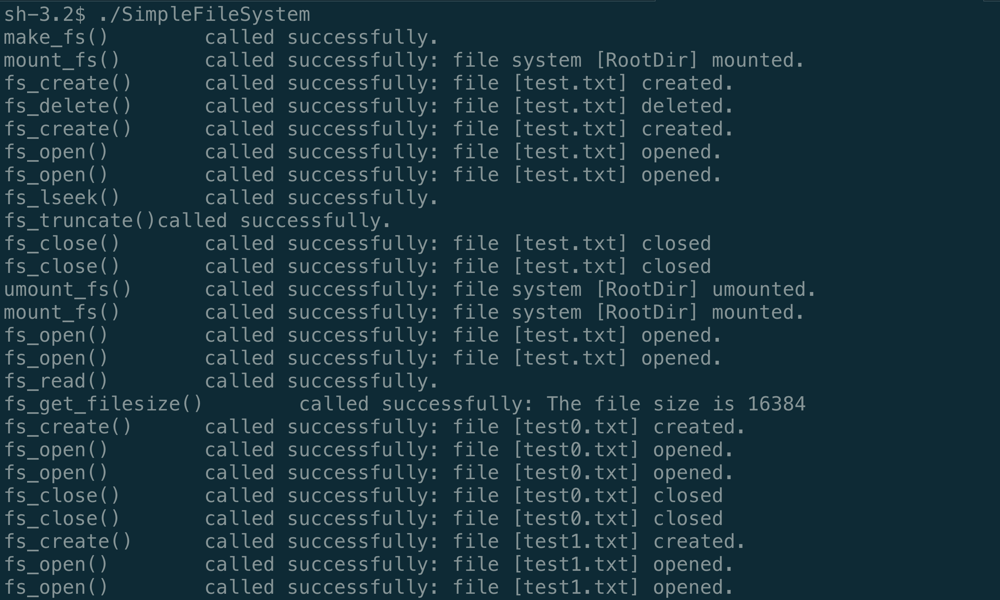 sh-3.2$ ./SimpleFileSystem
make_fs()        called successfully.
mount_fs()       called successfully: file system [RootDir] mounted.
fs_create()      called successfully: file [test.txt] created.
fs_delete()      called successfully: file [test.txt] deleted.
fs_create()      called successfully: file [test.txt] created.
fs_open()        called successfully: file [test.txt] opened.
fs_open()        called successfully: file [test.txt] opened.
fs_lseek()       called successfully.
fs_truncate()called successfully.
fs_close()       called successfully: file [test.txt] closed
fs_close()       called successfully: file [test.txt] closed
umount_fs()      called successfully: file system [RootDir] umounted.
mount_fs()       called successfully: file system [RootDir] mounted.
fs_open()        called successfully: file [test.txt] opened.
fs_open()        called successfully: file [test.txt] opened.
fs_read()        called successfully.
fs_get_filesize()        called successfully: The file size is 16384
fs_create()      called successfully: file [test0.txt] created.
fs_open()        called successfully: file [test0.txt] opened.
fs_open()        called successfully: file [test0.txt] opened.
fs_close()       called successfully: file [test0.txt] closed
fs_close()       called successfully: file [test0.txt] closed
fs_create()      called successfully: file [test1.txt] created.
fs_open()        called successfully: file [test1.txt] opened.
fs_open()        called successfully: file [test1.txt] opened.